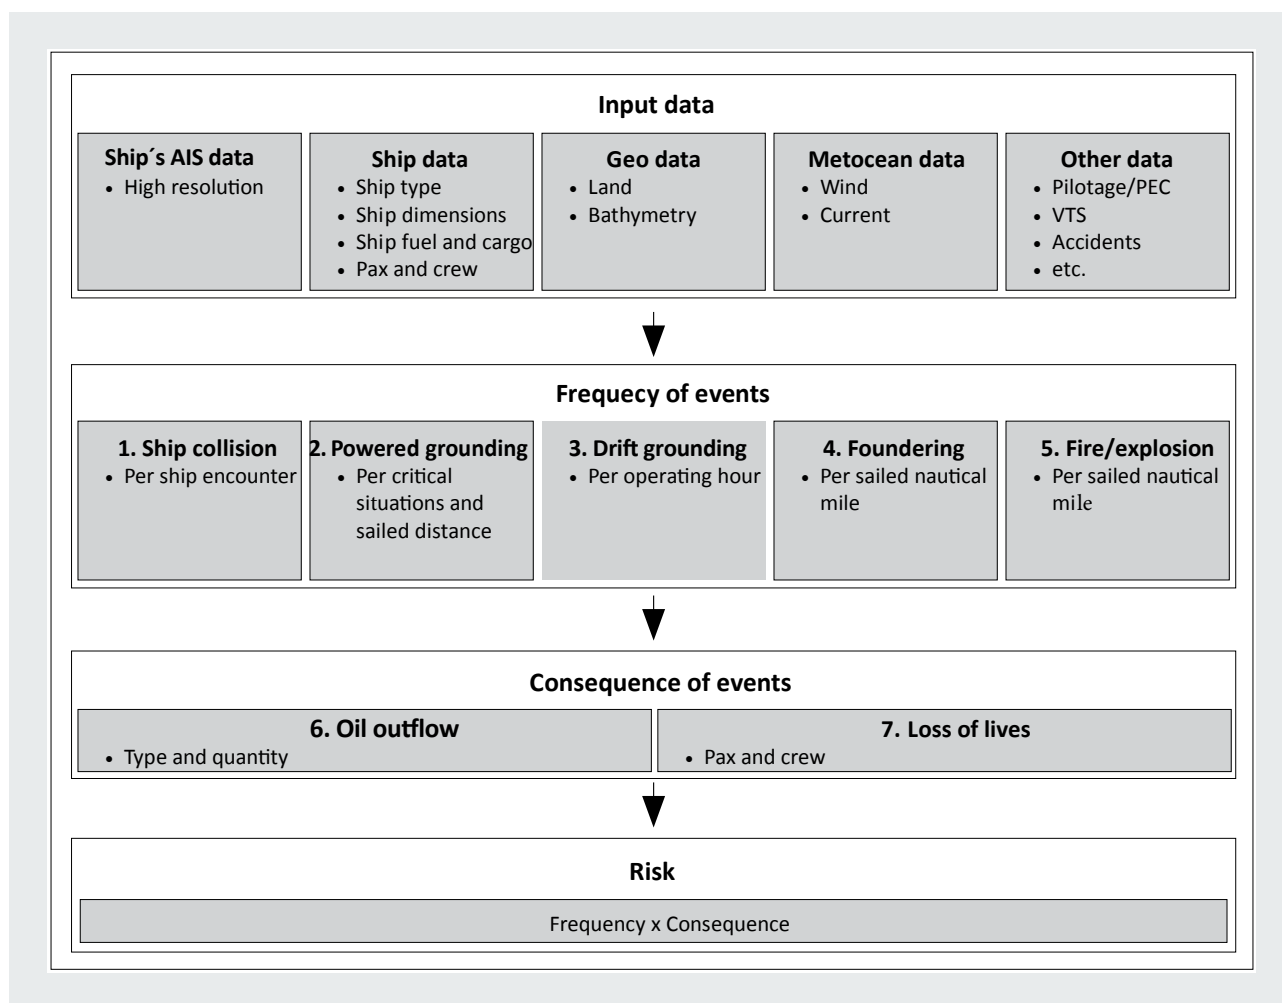 Input data
Ship´s AIS data
• High resolution
Ship data
• Ship type
• Ship dimensions
• Ship fuel and cargo
• Pax and crew
Geo data
• Land
• Bathymetry
Metocean data
• Wind
• Current
Other data
• Pilotage/PEC
• VTS
• Accidents
• etc.
Frequecy of events
1. Ship collision
• Per ship encounter
2. Powered grounding
• Per critical
situations and
sailed distance
3. Drift grounding
• Per operating hour
4. Foundering
• Per sailed nautical
mile
5. Fire/explosion
• Per sailed nautical
mile
Consequence of events
6. Oil outflow
• Type and quantity
7. Loss of lives
• Pax and crew
Risk
Frequency x Consequence